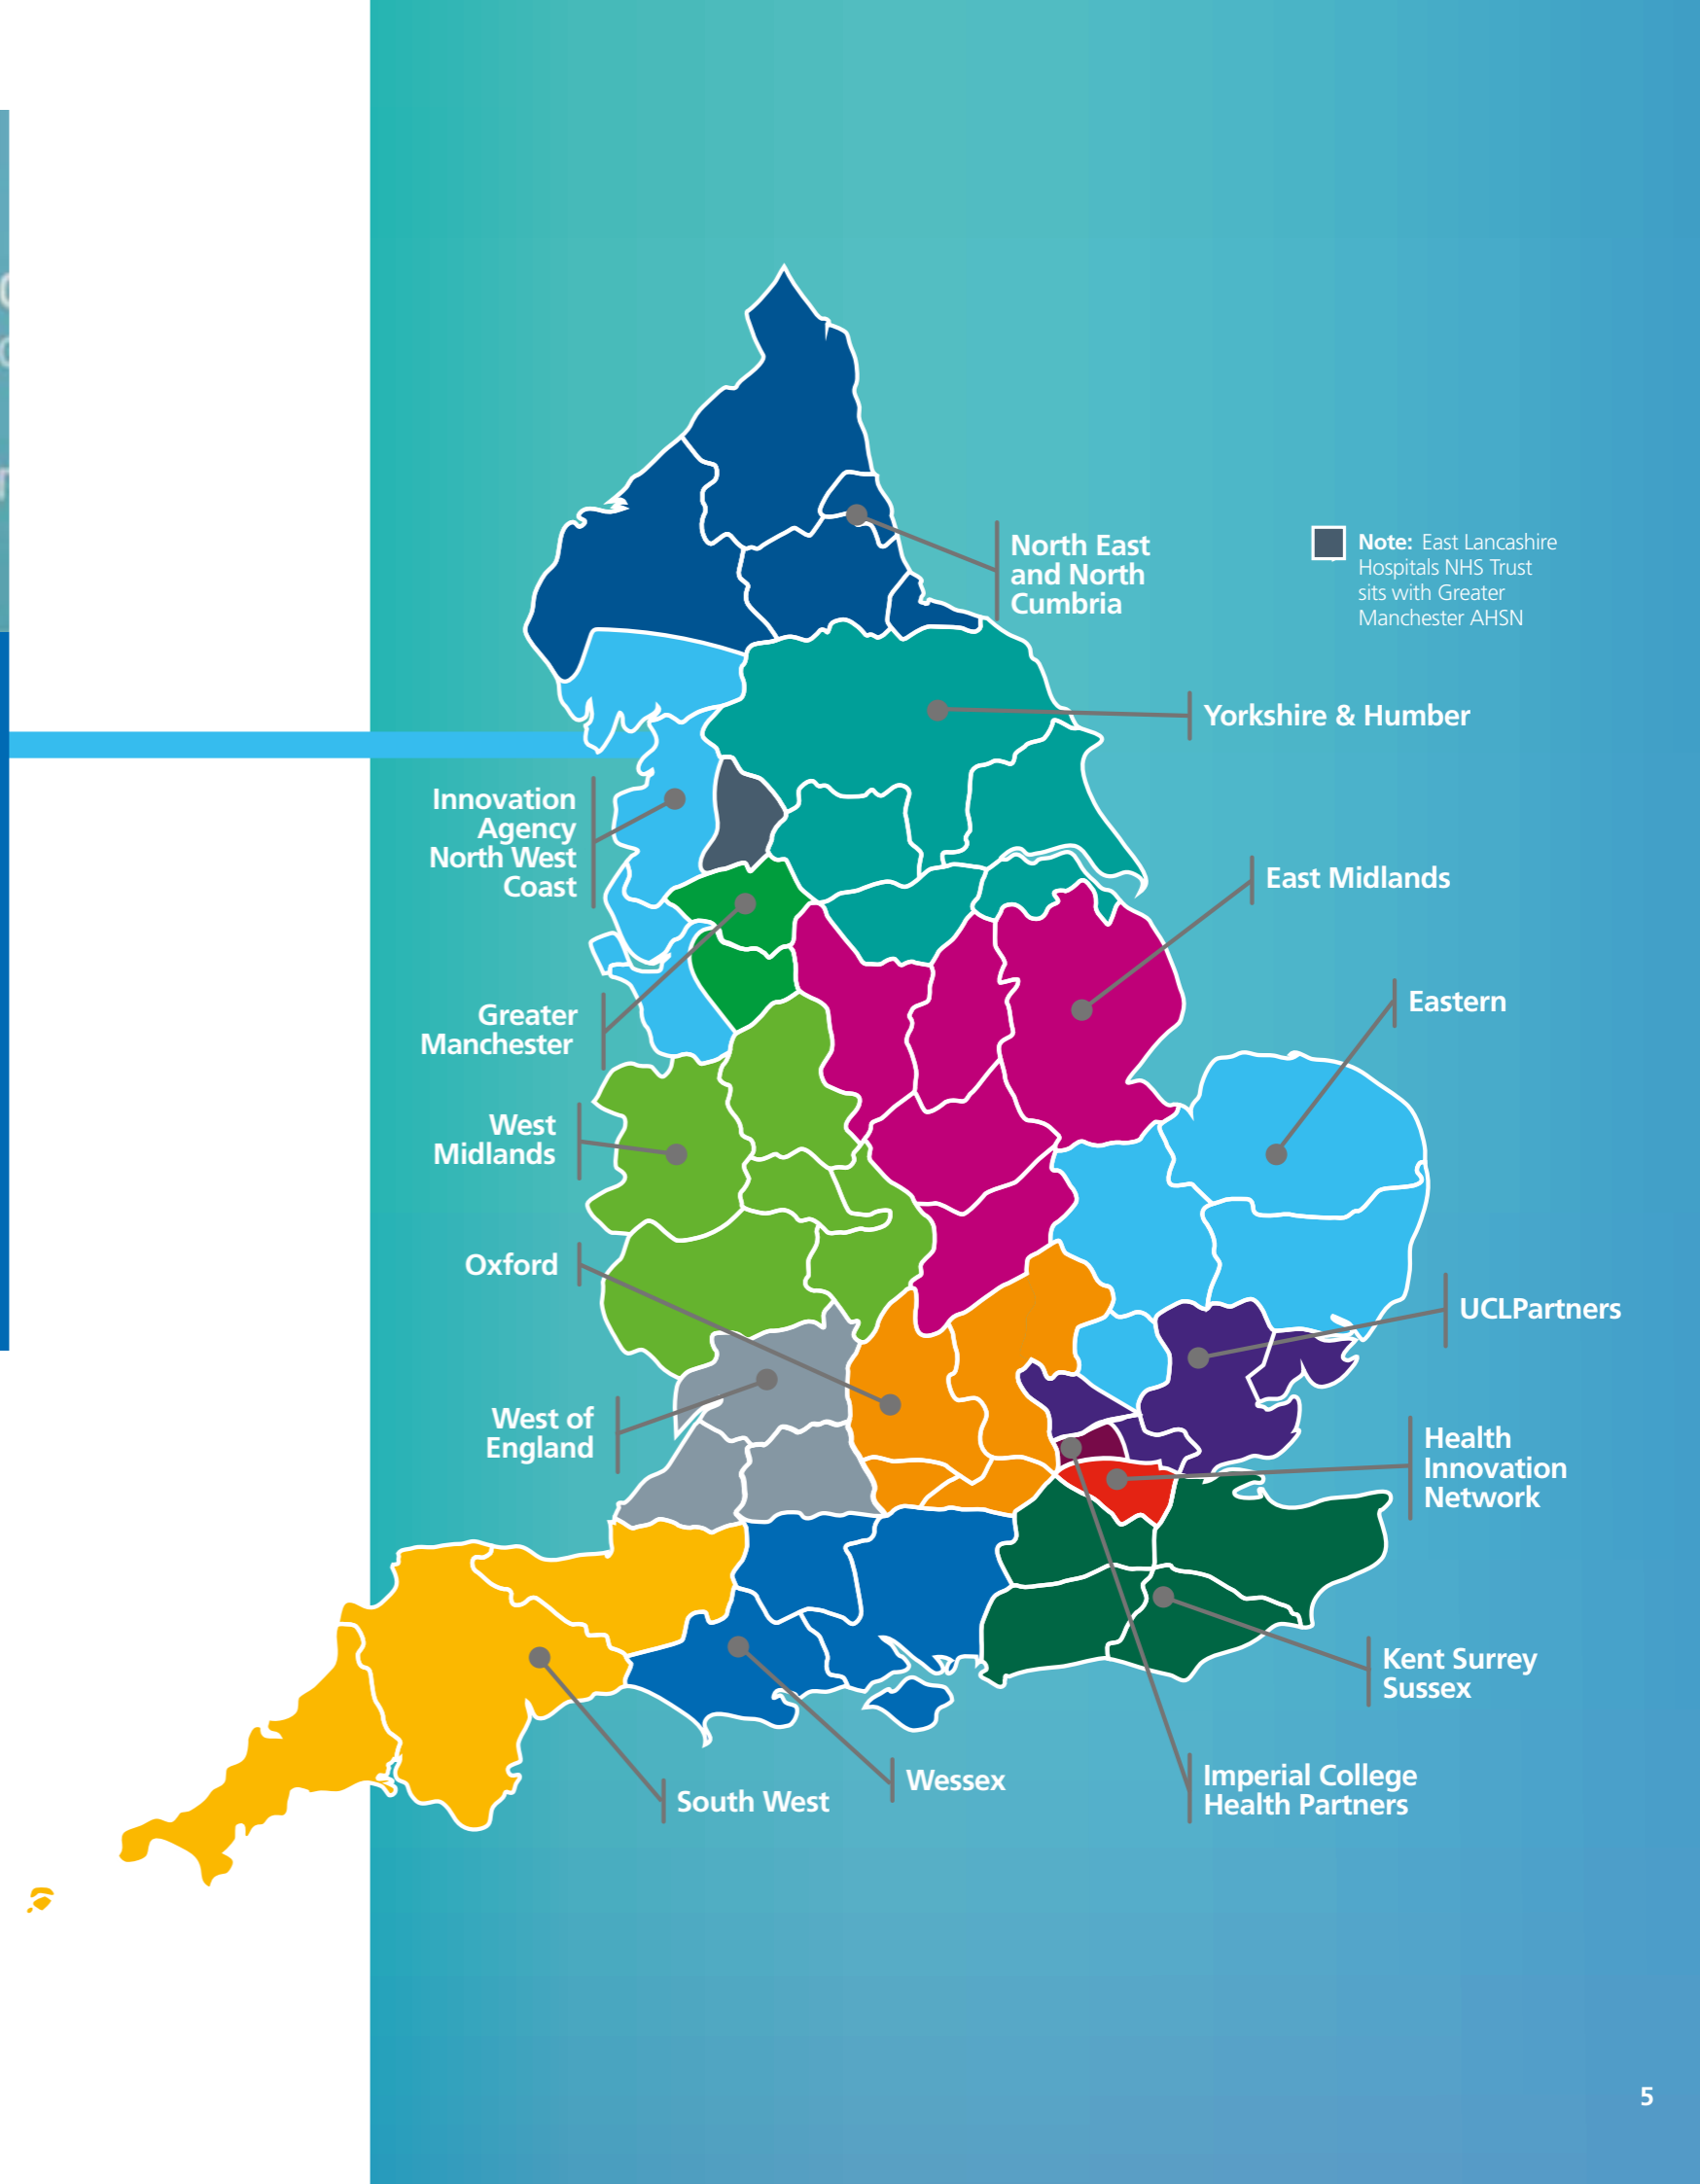 North East
and North
Cumbria
Note: East Lancashire
Hospitals NHS Trust
sits with Greater
Manchester AHSN
Yorkshire & Humber
Innovation
Agency
North West
Coast
East Midlands
Greater
Manchester
Eastern
West
Midlands
Oxford
UCLPartners
West of
England
Health
Innovation
Network
Kent Surrey
Sussex
Imperial College
Health Partners
Wessex
South West
5